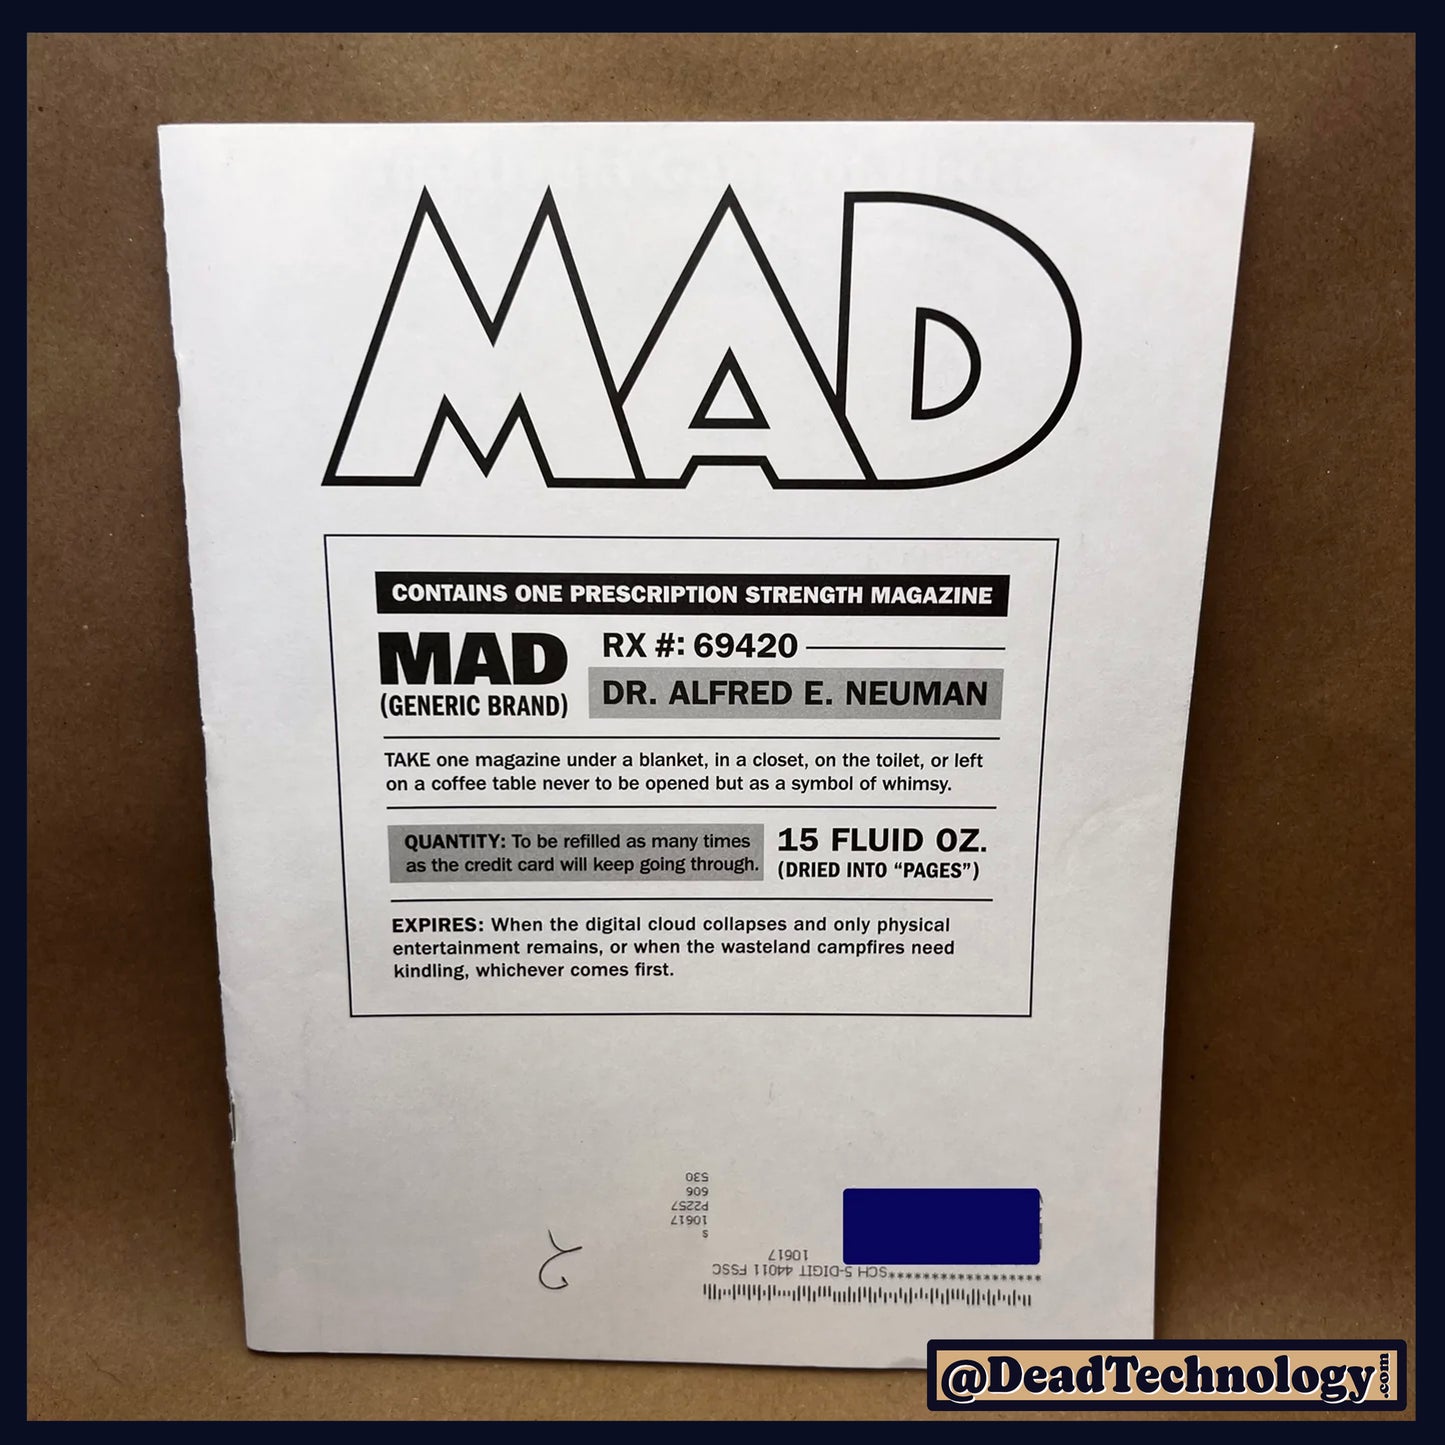 MAD
CONTAINS ONE PRESCRIPTION STRENGTH MAGAZINE
MAD
(GENERIC BRAND)
RX #: 69420
DR. ALFRED E. NEUMAN
TAKE one magazine under a blanket, in a closet, on the toilet, or left
on a coffee table never to be opened but as a symbol of whimsy.
QUANTITY: To be refilled as many times
as the credit card will keep going through.
15 FLUID OZ.
(DRIED INTO “PAGES”)
EXPIRES: When the digital cloud collapses and only physical
entertainment remains, or when the wasteland campfires need
kindling, whichever comes first.
*******************SCH 5-DIGIT 44011 FSSC
10617
S
10617
P2257
606
530
@DeadTechnology.com